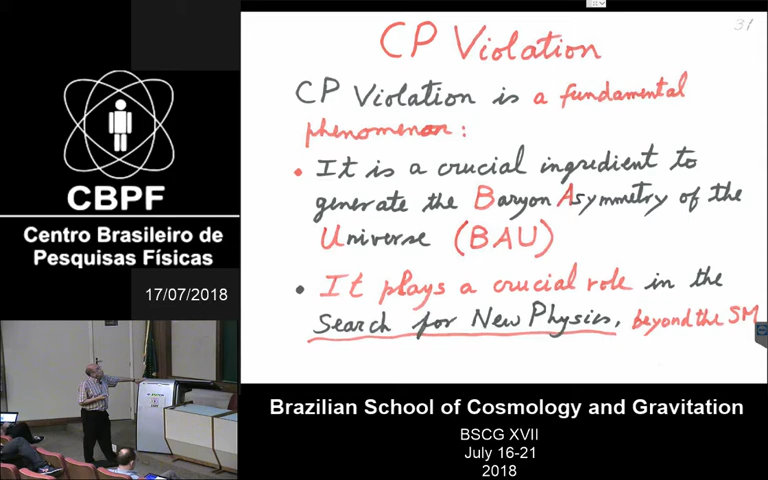 31
CP Violation
CP Violation is a fundamental
phenomenon:
• It is a crucial ingredient to
generate the Baryon Asymmetry of the
Universe (BAU)
• It plays a crucial role in the
Search for New Physics, beyond the SM
CBPF
Centro Brasileiro de
Pesquisas Físicas
17/07/2018
Brazilian School of Cosmology and Gravitation
BSCG XVII
July 16-21
2018